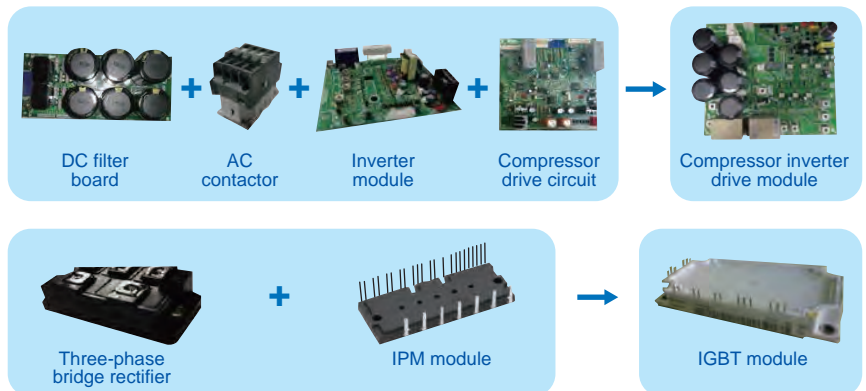 DC filter
board
AC
contactor
Inverter
module
Compressor
drive circuit
Compressor inverter
drive module
Three-phase
bridge rectifier
IPM module
IGBT module